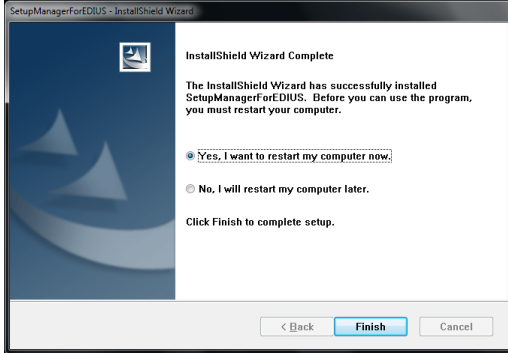 SetupManagerForEDIUS - InstallShield Wizard
InstallShield Wizard Complete
The InstallShield Wizard has successfully installed
SetupManagerForEDIUS. Before you can use the program,
you must restart your computer.
Yes, I want to restart my computer now.
No, I will restart my computer later.
Click Finish to complete setup.
< Back
Finish
Cancel